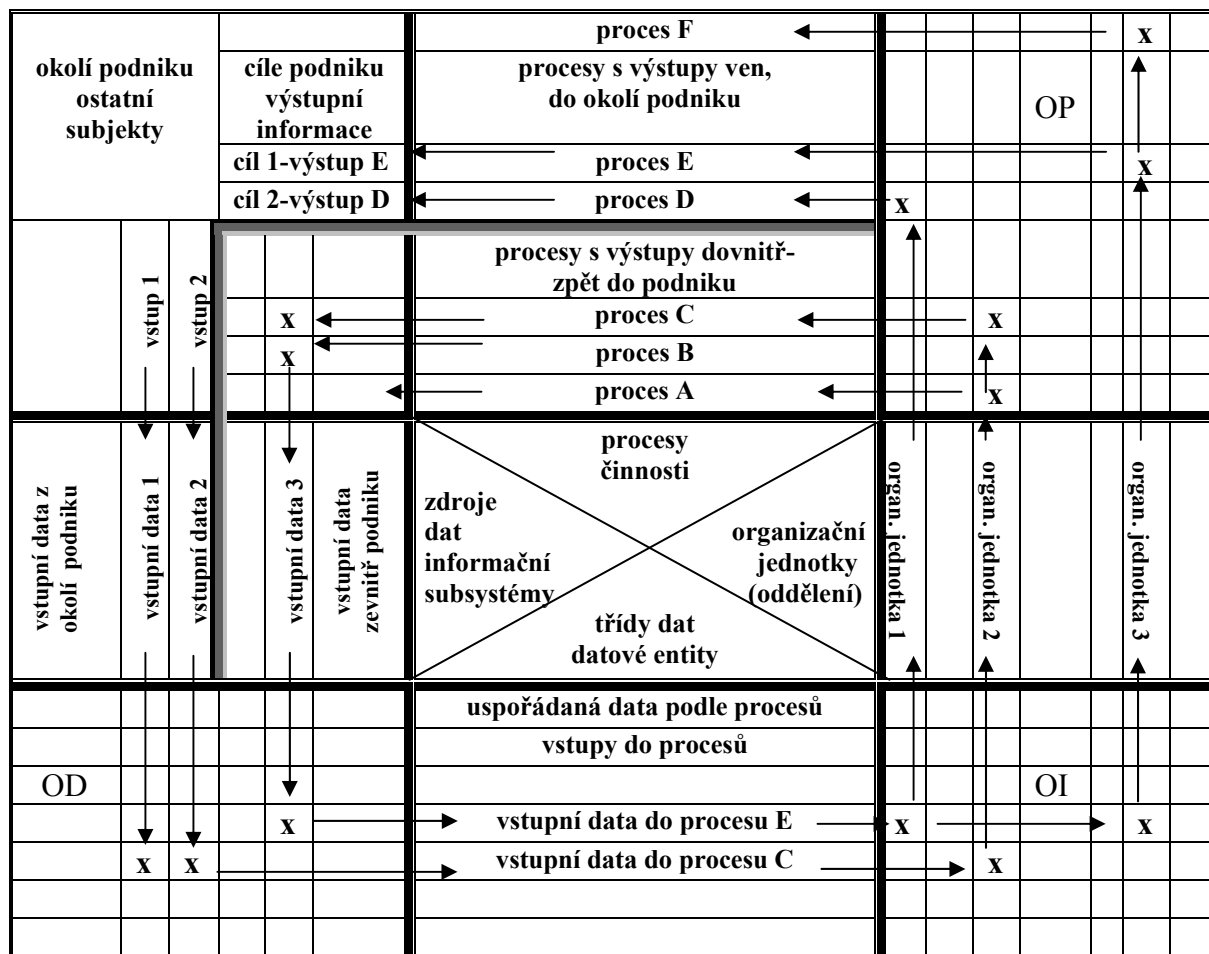 proces F
x
okolí podniku
ostatní
subjekty
cíle podniku
výstupní
informace
procesy s výstupy ven,
do okolí podniku
OP
cíl 1-výstup E
proces E
x
cíl 2-výstup D
proces D
x
vstup 1
vstup 2
procesy s výstupy dovnitř-
zpět do podniku
x
proces C
x
x
proces B
proces A
x
vstupní data z
okolí podniku
vstupní data 1
vstupní data 2
vstupní data 3
vstupní data
zevnitř podniku
procesy
činnosti
zdroje
dat
informační
subsystémy
organizační
jednotky
(oddělení)
třídy dat
datové entity
organ. jednotka 1
organ. jednotka 2
organ. jednotka 3
uspořádaná data podle procesů
vstupy do procesů
OD
OI
x
vstupní data do procesu E
x
x
x
x
vstupní data do procesu C
x